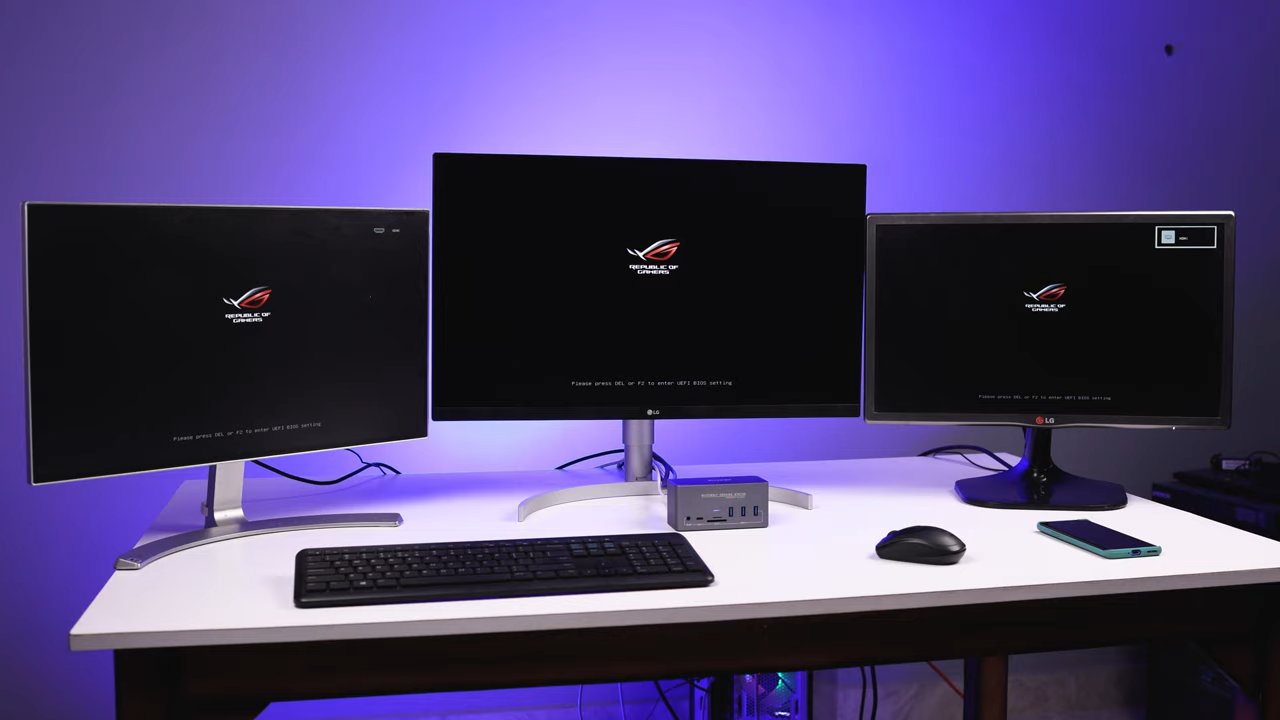 REPUBLIC OF
GAMERS
Please press DEL or F2 to enter UEFI BIOS setting
REPUBLIC OF
GAMERS
Please press DEL or F2 to enter UEFI BIOS setting
LG
HDMI
REPUBLIC OF
GAMERS
Please press DEL or F2 to enter UEFI BIOS setting
LG